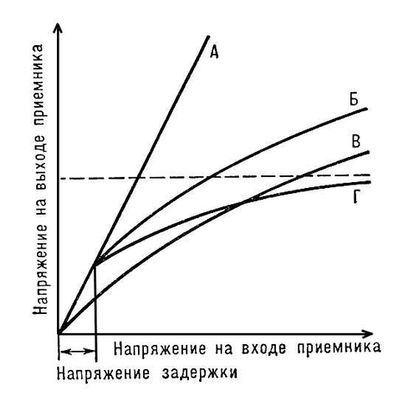 А
Б
В
Г
Напряжение на выходе приемника
Напряжение на входе приемника
Напряжение задержки